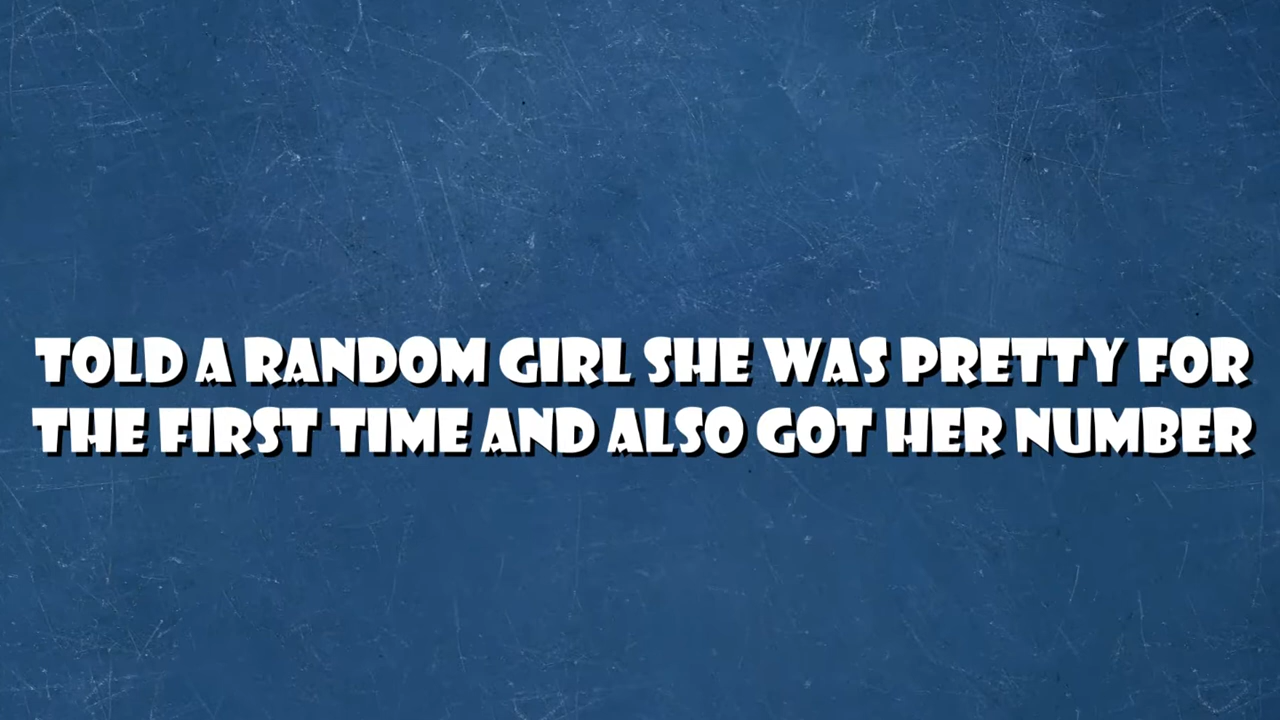 TOLD A RANDOM GIRL SHE WAS PRETTY FOR
THE FIRST TIME AND ALSO GOT HER NUMBER